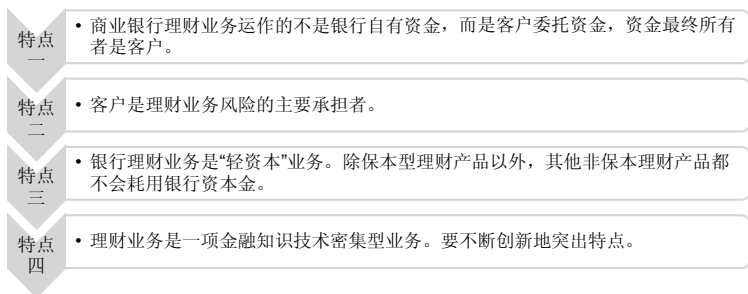 特点
一
• 商业银行理财业务运作的不是银行自有资金，而是客户委托资金，资金最终所有
者是客户。
特点
二
• 客户是理财业务风险的主要承担者。
特点
三
• 银行理财业务是“轻资本”业务。除保本型理财产品以外，其他非保本理财产品都
不会耗用银行资本金。
特点
四
• 理财业务是一项金融知识技术密集型业务。要不断创新地突出特点。